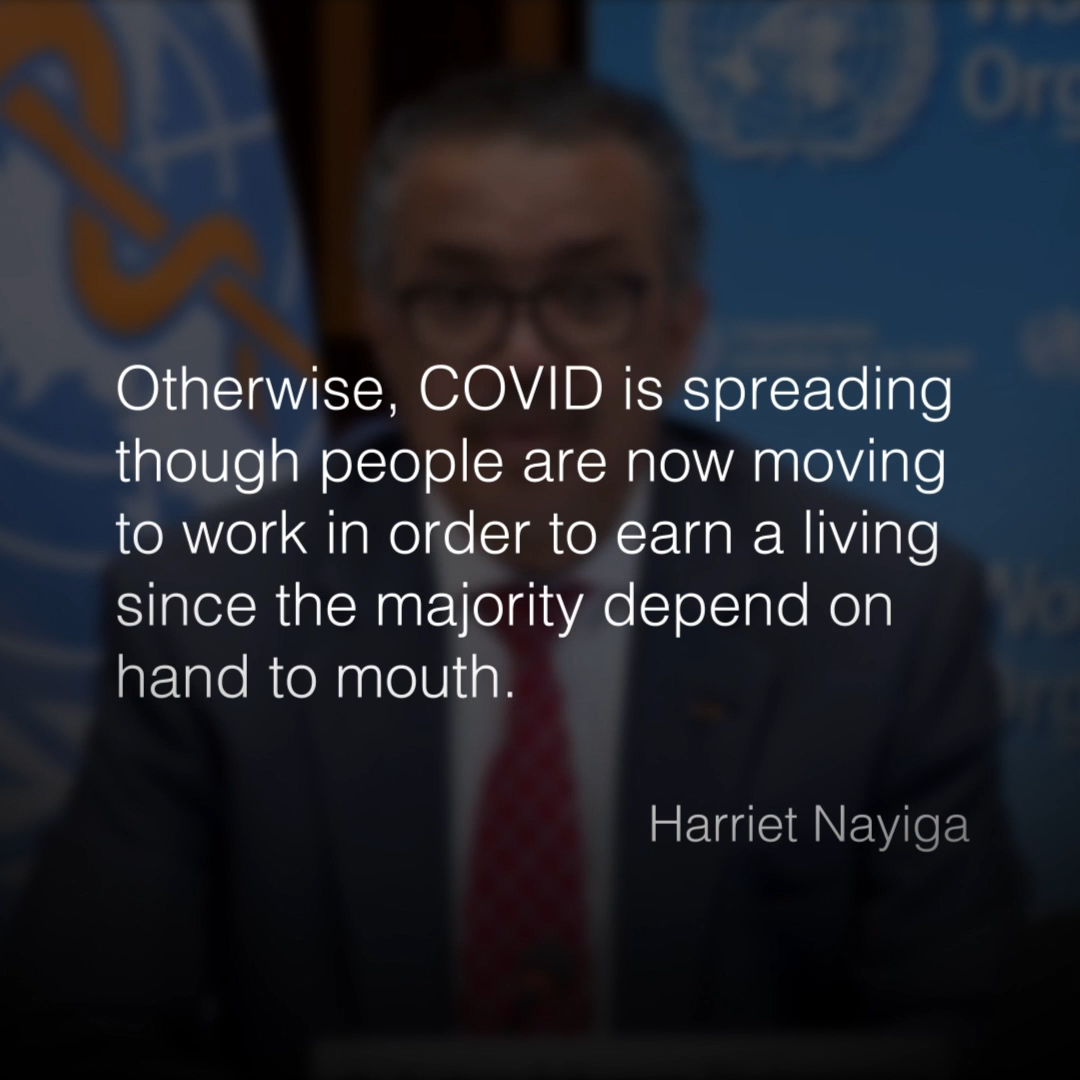 Otherwise, COVID is spreading
though people are now moving
to work in order to earn a living
since the majority depend on
hand to mouth.
Harriet Nayiga